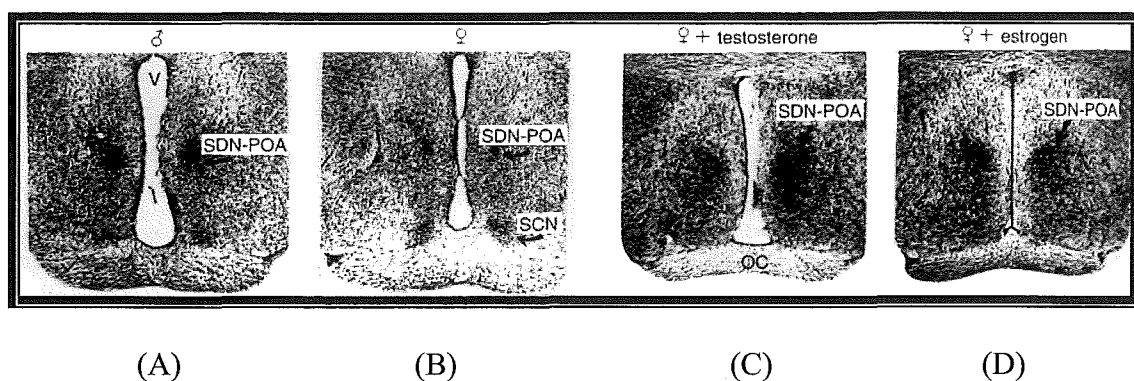 ♂ ♀ ♀ + testosterone ♀ + estrogen
V
SDN-POA SDN-POA SDN-POA SDN-POA
SCN
OC
(A) (B) (C) (D)